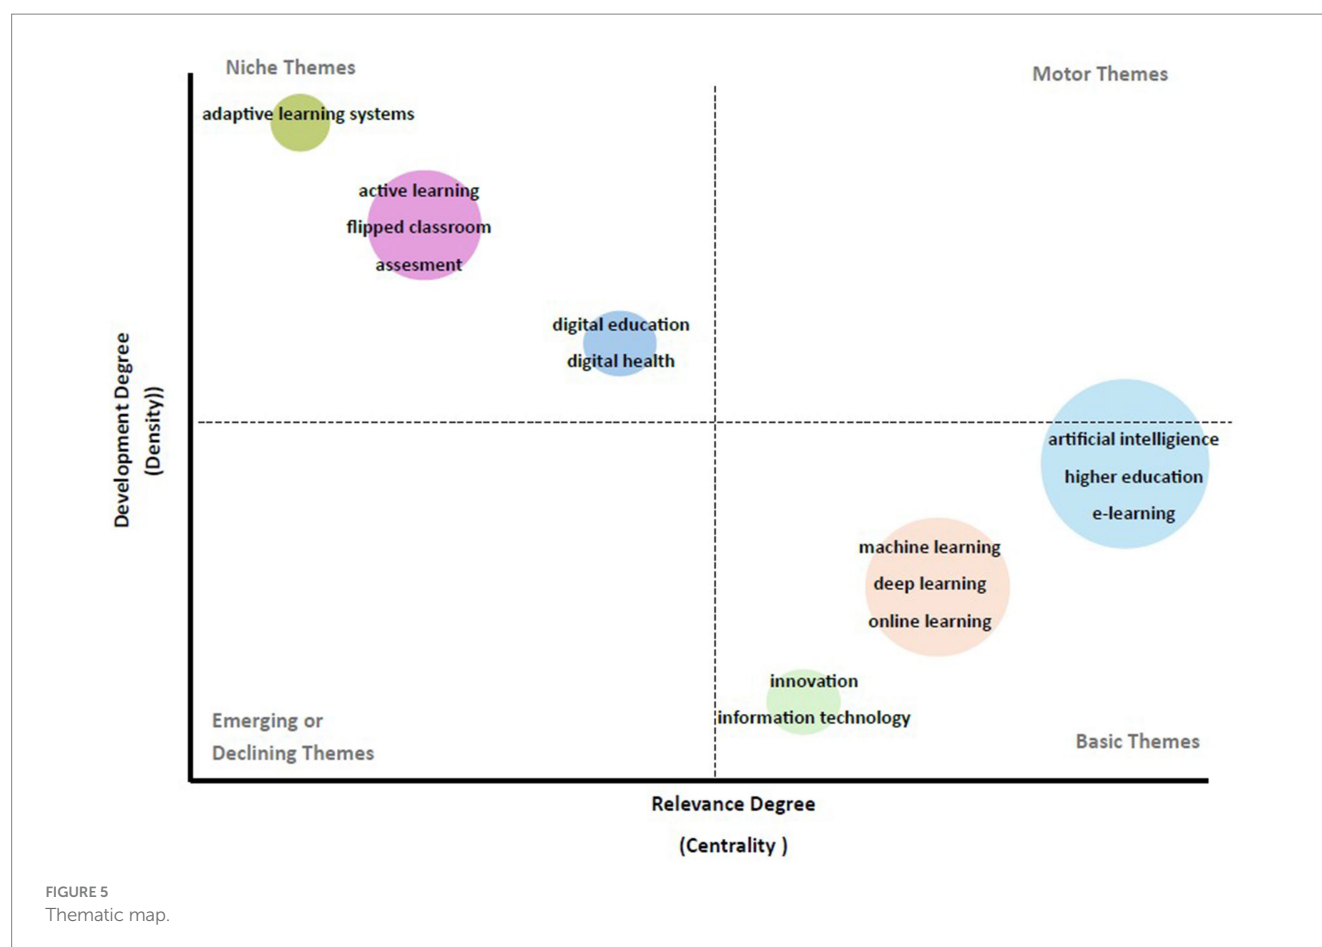 Niche Themes
Motor Themes
adaptive learning systems
active learning
flipped classroom
assesment
digital education
digital health
Development Degree
(Density))
artificial intelligience
higher education
e-learning
machine learning
deep learning
online learning
innovation
information technology
Emerging or
Declining Themes
Basic Themes
Relevance Degree
(Centrality )
FIGURE 5
Thematic map.